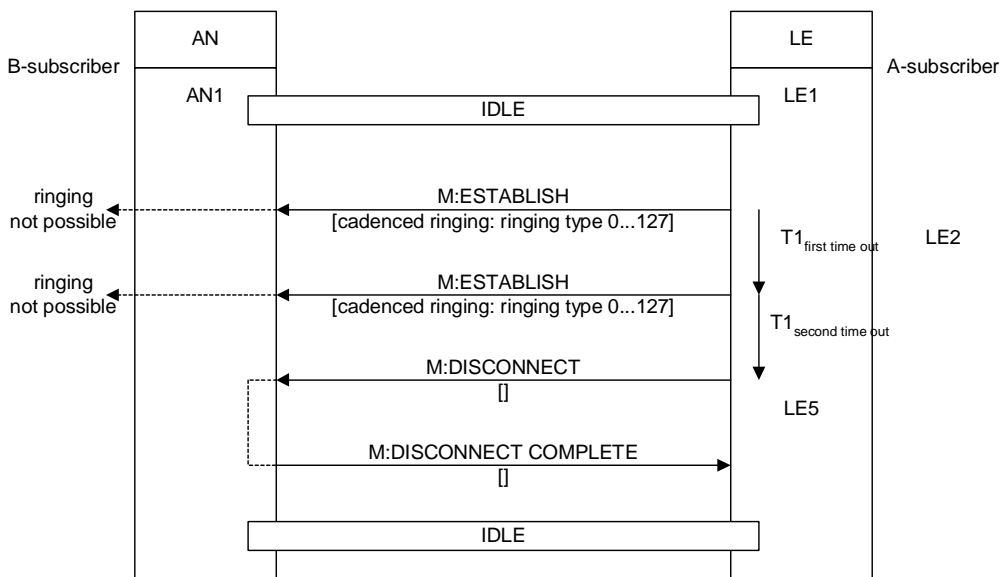 AN
LE
B-subscriber
A-subscriber
AN1
IDLE
LE1
ringing
not possible
M:ESTABLISH
[cadenced ringing: ringing type 0...127]
T1first time out
LE2
ringing
not possible
M:ESTABLISH
[cadenced ringing: ringing type 0...127]
T1second time out
M:DISCONNECT
[]
LE5
M:DISCONNECT COMPLETE
[]
IDLE